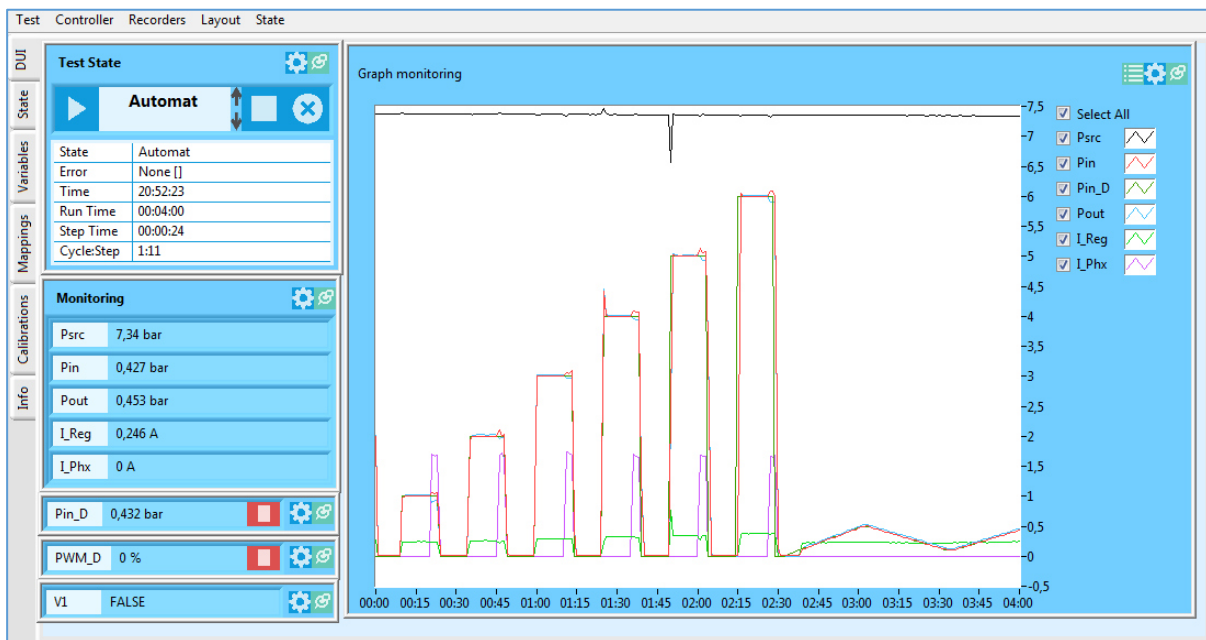 Test Controller Recorders Layout State
DUI
State
Variables
Mappings
Calibrations
Info
Test State
Automat
State Automat
Error None []
Time 20:52:23
Run Time 00:04:00
Step Time 00:00:24
Cycle:Step 1:11
Monitoring
Psrc 7,34 bar
Pin 0,427 bar
Pout 0,453 bar
I_Reg 0,246 A
I_Phx 0 A
Pin_D 0,432 bar
PWM_D 0 %
V1 FALSE
Graph monitoring
7,5
7
6,5
6
5,5
5
4,5
4
3,5
3
2,5
2
1,5
1
0,5
0
-0,5
00:00 00:15 00:30 00:45 01:00 01:15 01:30 01:45 02:00 02:15 02:30 02:45 03:00 03:15 03:30 03:45 04:00
Select All
Psrc
Pin
Pin_D
Pout
I_Reg
I_Phx